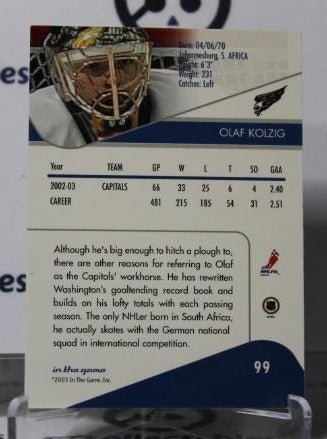 Born: 04/06/70
Johannesburg, S. AFRICA
Height: 6'3"
Weight: 231
Catches: Left
OLAF KOLZIG
Year TEAM GP W L T SO GAA
2002-03 CAPITALS 66 33 25 6 4 2.40
CAREER 481 215 185 54 31 2.51
Although he's big enough to hitch a plough to,
there are other reasons for referring to Olaf
as the Capitals' workhorse. He has rewritten
Washington's goaltending record book and
builds on his lofty totals with each passing
season. The only NHLer born in South Africa,
he actually skates with the German national
squad in international competition.
NHLPA
in the game
©2003 In The Game, Inc.
99